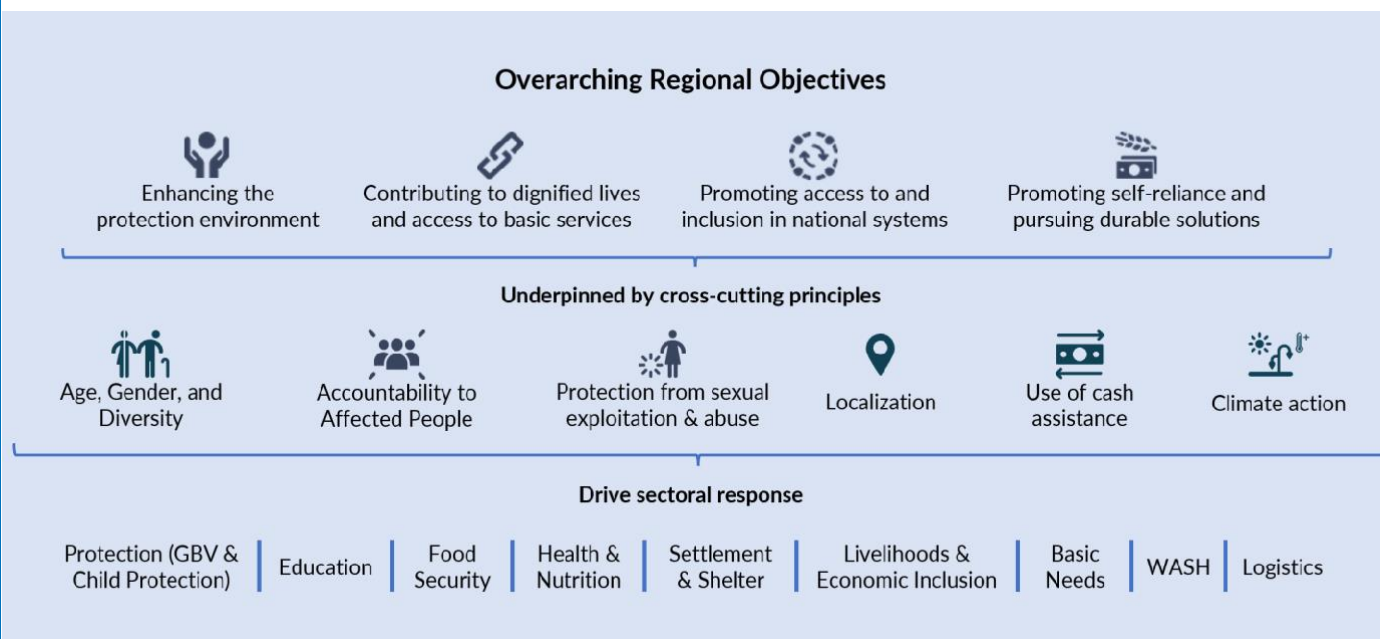 Overarching Regional Objectives
Enhancing the
protection environment
Contributing to dignified lives
and access to basic services
Promoting access to and
inclusion in national systems
Promoting self-reliance and
pursuing durable solutions
Underpinned by cross-cutting principles
Age, Gender, and
Diversity
Accountability to
Affected People
Protection from sexual
exploitation & abuse
Localization
Use of cash
assistance
Climate action
Drive sectoral response
Protection (GBV &
Child Protection)
Education
Food
Security
Health &
Nutrition
Settlement
& Shelter
Livelihoods &
Economic Inclusion
Basic
Needs
WASH
Logistics